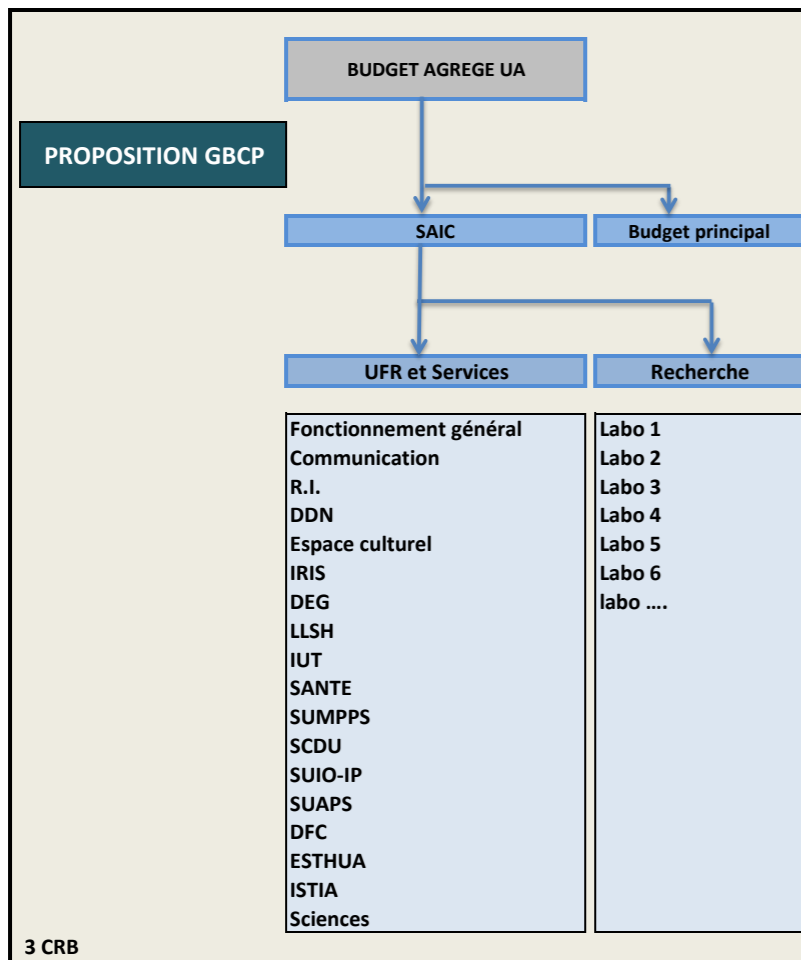 BUDGET AGREGE UA
PROPOSITION GBCP
SAIC
Budget principal
UFR et Services
Recherche
Fonctionnement général
Communication
R.I.
DDN
Espace culturel
IRIS
DEG
LLSH
IUT
SANTE
SUMPPS
SCDU
SUIO-IP
SUAPS
DFC
ESTHUA
ISTIA
Sciences
Labo 1
Labo 2
Labo 3
Labo 4
Labo 5
Labo 6
labo ....
3 CRB